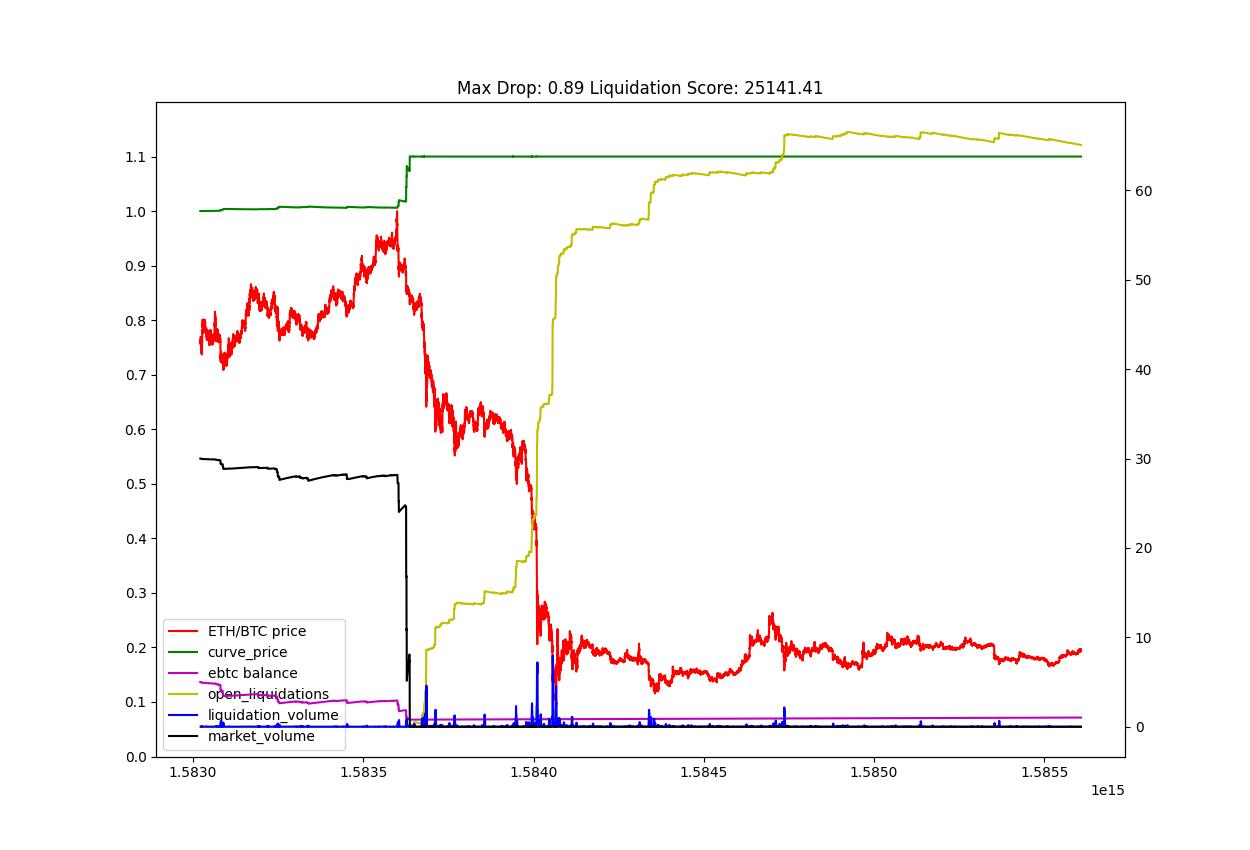 Max Drop: 0.89 Liquidation Score: 25141.41
1.1
1.0
0.9
0.8
0.7
0.6
0.5
0.4
0.3
0.2
0.1
0.0
60
50
40
30
20
10
0
ETH/BTC price
curve_price
ebtc balance
open_liquidations
liquidation_volume
market_volume
1.5830 1.5835 1.5840 1.5845 1.5850 1.5855
1e15